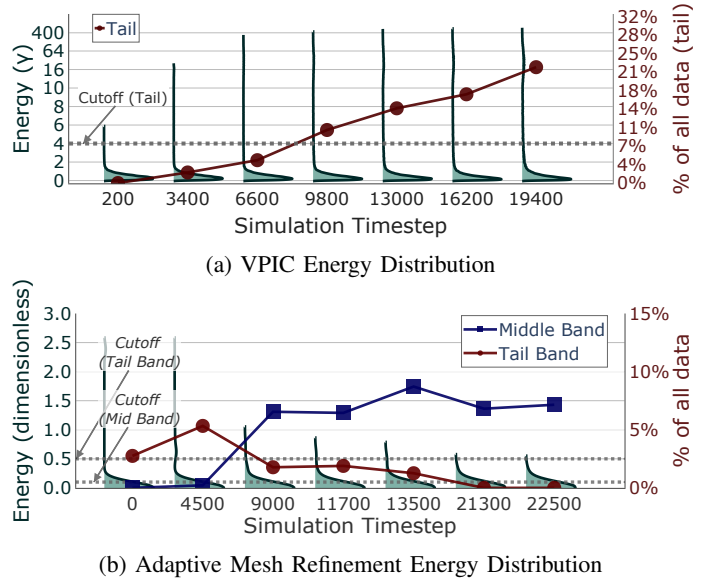 Tail
Energy (γ)
400
64
16
10
8
6
4
2
0
Cutoff (Tail)
32%
28%
25%
21%
18%
14%
11%
7%
4%
0%
% of all data (tail)
200 3400 6600 9800 13000 16200 19400
Simulation Timestep
(a) VPIC Energy Distribution
Energy (dimensionless)
3.0
2.5
2.0
1.5
1.0
0.5
0.0
Cutoff
(Tail Band)
Cutoff
(Mid Band)
Middle Band
Tail Band
15%
10%
5%
0%
% of all data
0 4500 9000 11700 13500 21300 22500
Simulation Timestep
(b) Adaptive Mesh Refinement Energy Distribution